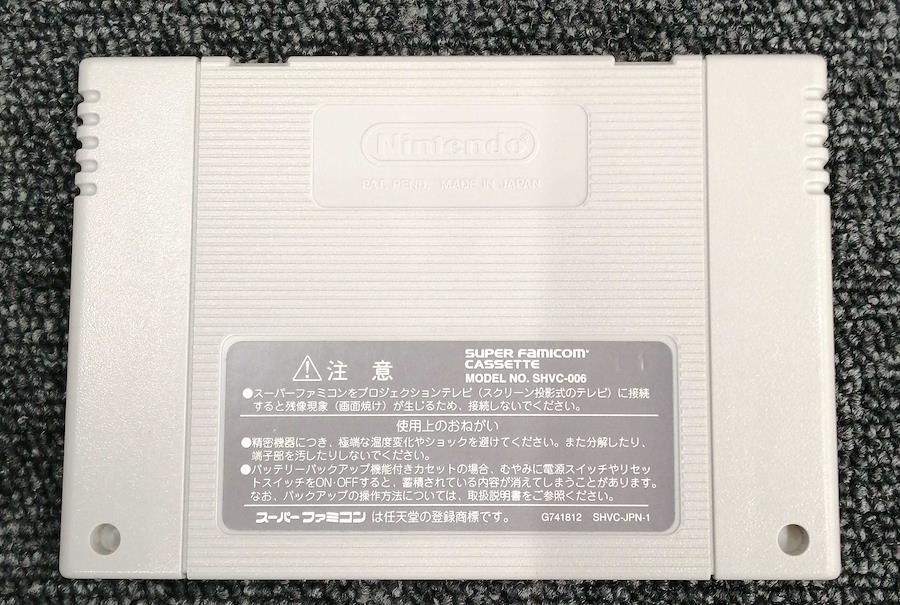 Nintendo®
PAT. PEND. MADE IN JAPAN
⚠注 意
SUPER FAMICOM®
CASSETTE
MODEL NO. SHVC-006
●スーパーファミコンをプロジェクションテレビ（スクリーン投影式のテレビ）に接続
すると残像現象（画面焼け）が生じるため、接続しないでください。
使用上のおねがい
●精密機器につき、極端な温度変化やショックを避けてください。また分解したり、
端子部を汚したりしないでください。
●バッテリーバックアップ機能付きカセットの場合、むやみに電源スイッチやリセッ
トスイッチをON・OFFすると、蓄積されている内容が消えてしまうことがあります。
なお、バックアップの操作方法については、取扱説明書をご参照ください。
スーパーファミコンは任天堂の登録商標です。 G741812 SHVC-JPN-1